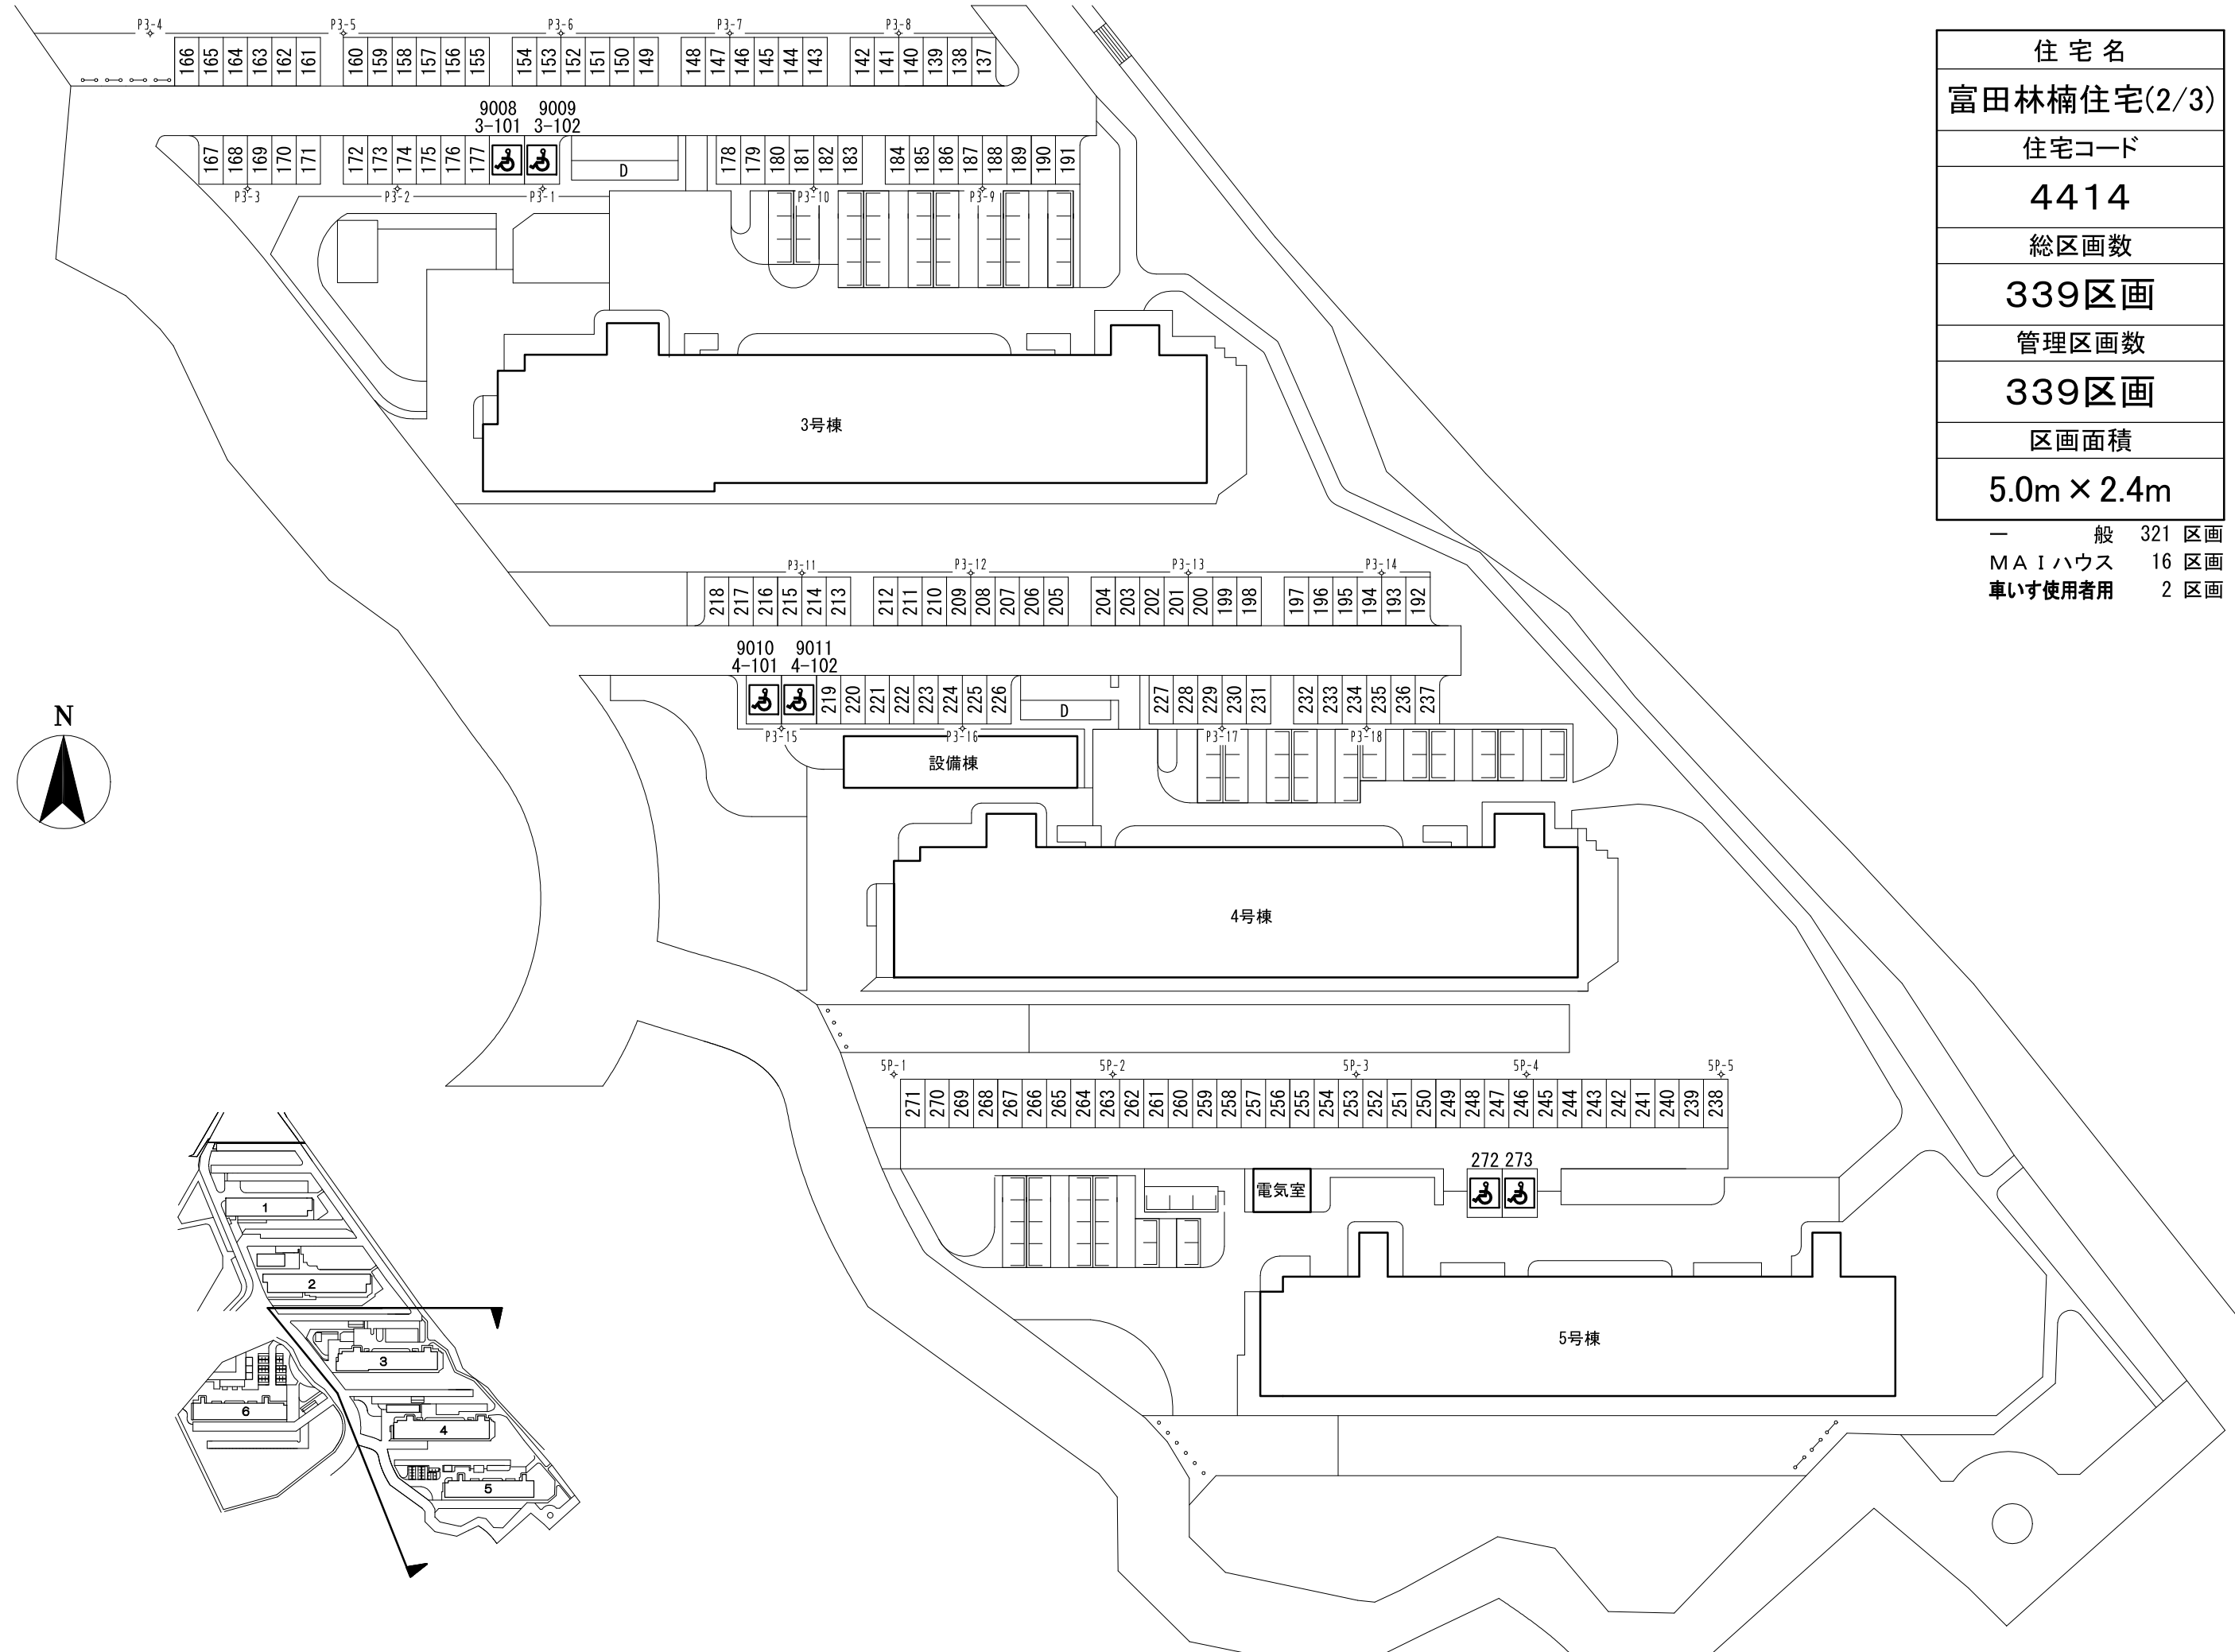 P3-4 P3-5 P3-6 P3-7 P3-8
166 165 164 163 162 161 160 159 158 157 156 155 154 153 152 151 150 149 148 147 146 145 144 143 142 141 140 139 138 137
9008 9009
3-101 3-102
167 168 169 170 171 172 173 174 175 176 177 D 178 179 180 181 182 183 184 185 186 187 188 189 190 191
P3-3 P3-2 P3-1 P3-10 P3-9
3号棟
P3-11 P3-12 P3-13 P3-14
218 217 216 215 214 213 212 211 210 209 208 207 206 205 204 203 202 201 200 199 198 197 196 195 194 193 192
9010 9011
4-101 4-102
219 220 221 222 223 224 225 226 D 227 228 229 230 231 232 233 234 235 236 237
P3-15 P3-16 P3-17 P3-18
設備棟
N
4号棟
5P-1 5P-2 5P-3 5P-4 5P-5
271 270 269 268 267 266 265 264 263 262 261 260 259 258 257 256 255 254 253 252 251 250 249 248 247 246 245 244 243 242 241 240 239 238
272 273
電気室
5号棟
1
2
3
6
4
5
住宅名
富田林楠住宅(2/3)
住宅コード
4414
総区画数
339区画
管理区画数
339区画
区画面積
5.0m×2.4m
一 般 321 区画
MAIハウス 16 区画
車いす使用者用 2 区画